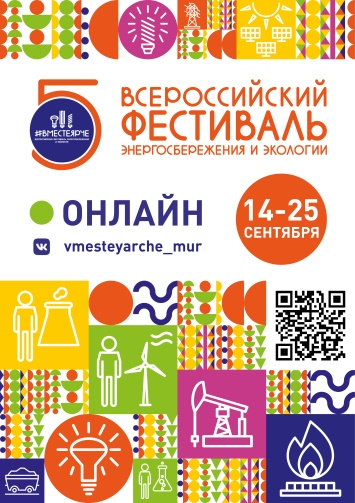 ВСЕРОССИЙСКИЙ
ФЕСТИВАЛЬ
ЭНЕРГОСБЕРЕЖЕНИЯ И ЭКОЛОГИИ
5
#ВМЕСТЕЯРЧЕ
ОНЛАЙН
vmesteyarche_mur
14-25
СЕНТЯБРЯ